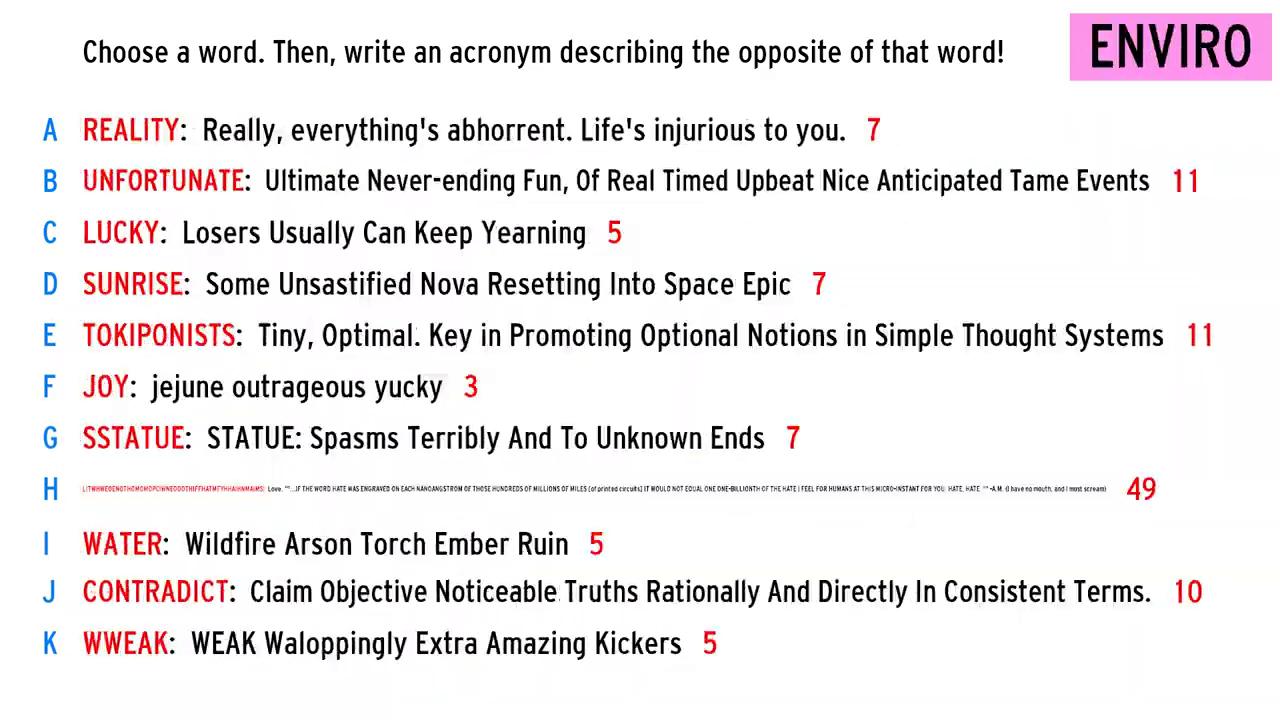 Choose a word. Then, write an acronym describing the opposite of that word!
ENVIRO
A REALITY: Really, everything's abhorrent. Life's injurious to you. 7
B UNFORTUNATE: Ultimate Never-ending Fun, Of Real Timed Upbeat Nice Anticipated Tame Events 11
C LUCKY: Losers Usually Can Keep Yearning 5
D SUNRISE: Some Unsastified Nova Resetting Into Space Epic 7
E TOKIPONISTS: Tiny, Optimal. Key in Promoting Optional Notions in Simple Thought Systems 11
F JOY: jejune outrageous yucky 3
G SSTATUE: STATUE: Spasms Terribly And To Unknown Ends 7
H Love. ""...IF THE WORD HATE WAS ENGRAVED ON EACH NANOANGSTROM OF THOSE HUNDREDS OF MILLIONS OF MILES (of printed circuits) IT WOULD NOT EQUAL ONE ONE-BILLIONTH OF THE HATE I FEEL FOR HUMANS AT THIS MICRO-INSTANT FOR YOU. HATE. HATE. "" -A.M. (I have no mouth, and I must scream) 49
I WATER: Wildfire Arson Torch Ember Ruin 5
J CONTRADICT: Claim Objective Noticeable Truths Rationally And Directly In Consistent Terms. 10
K WWEAK: WEAK Waloppingly Extra Amazing Kickers 5